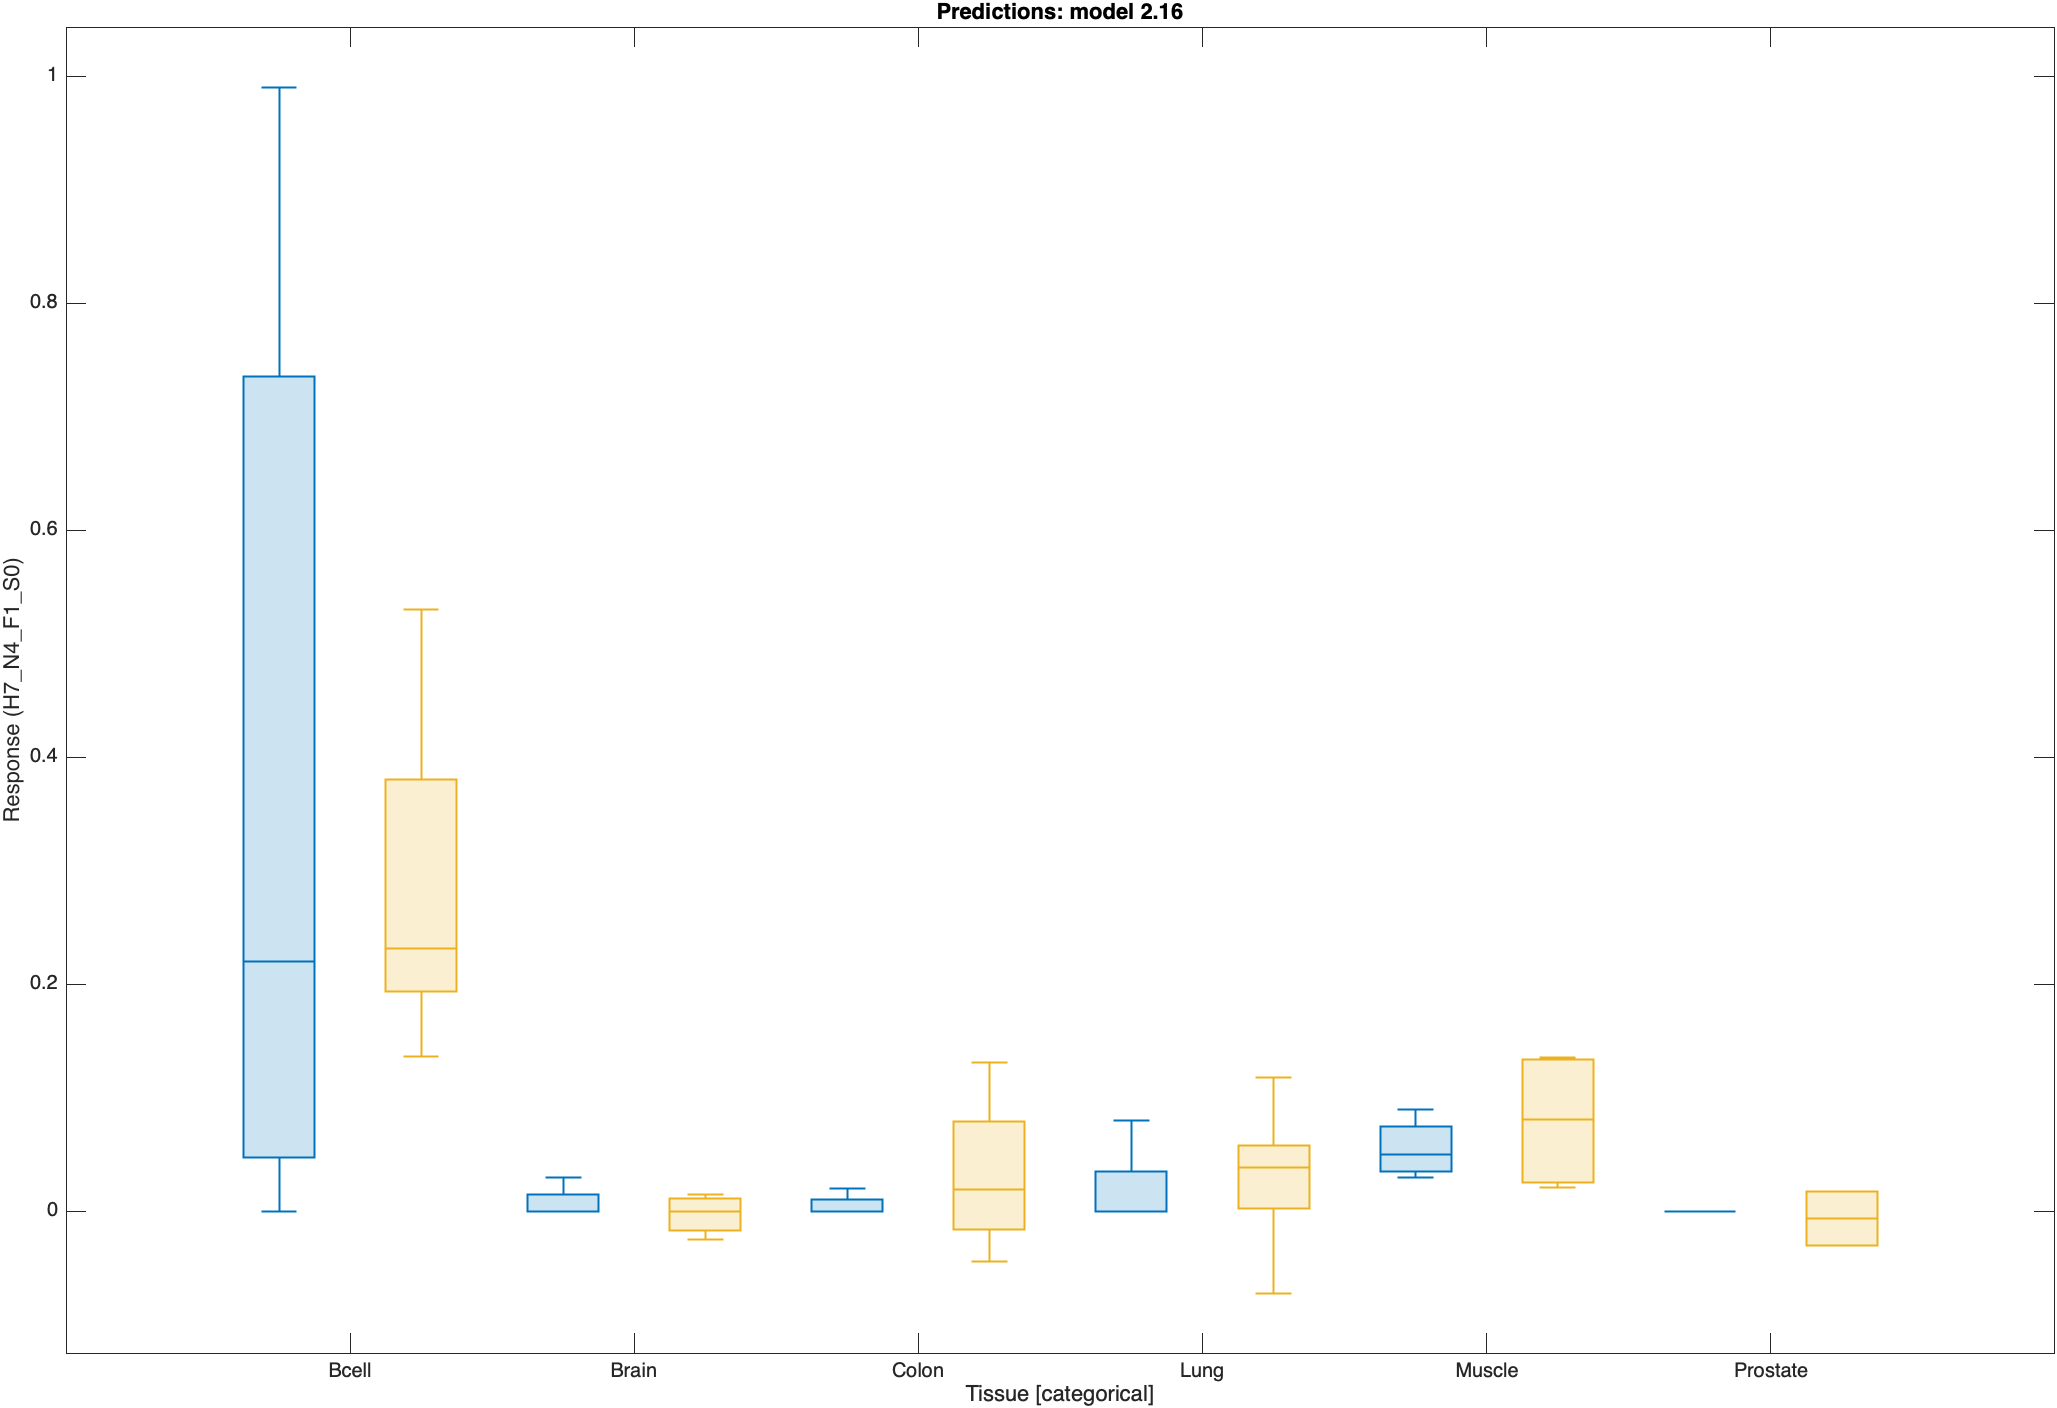 Predictions: model 2.16
Response (H7_N4_F1_S0)
1
0.8
0.6
0.4
0.2
0
Bcell Brain Colon Lung Muscle Prostate
Tissue [categorical]